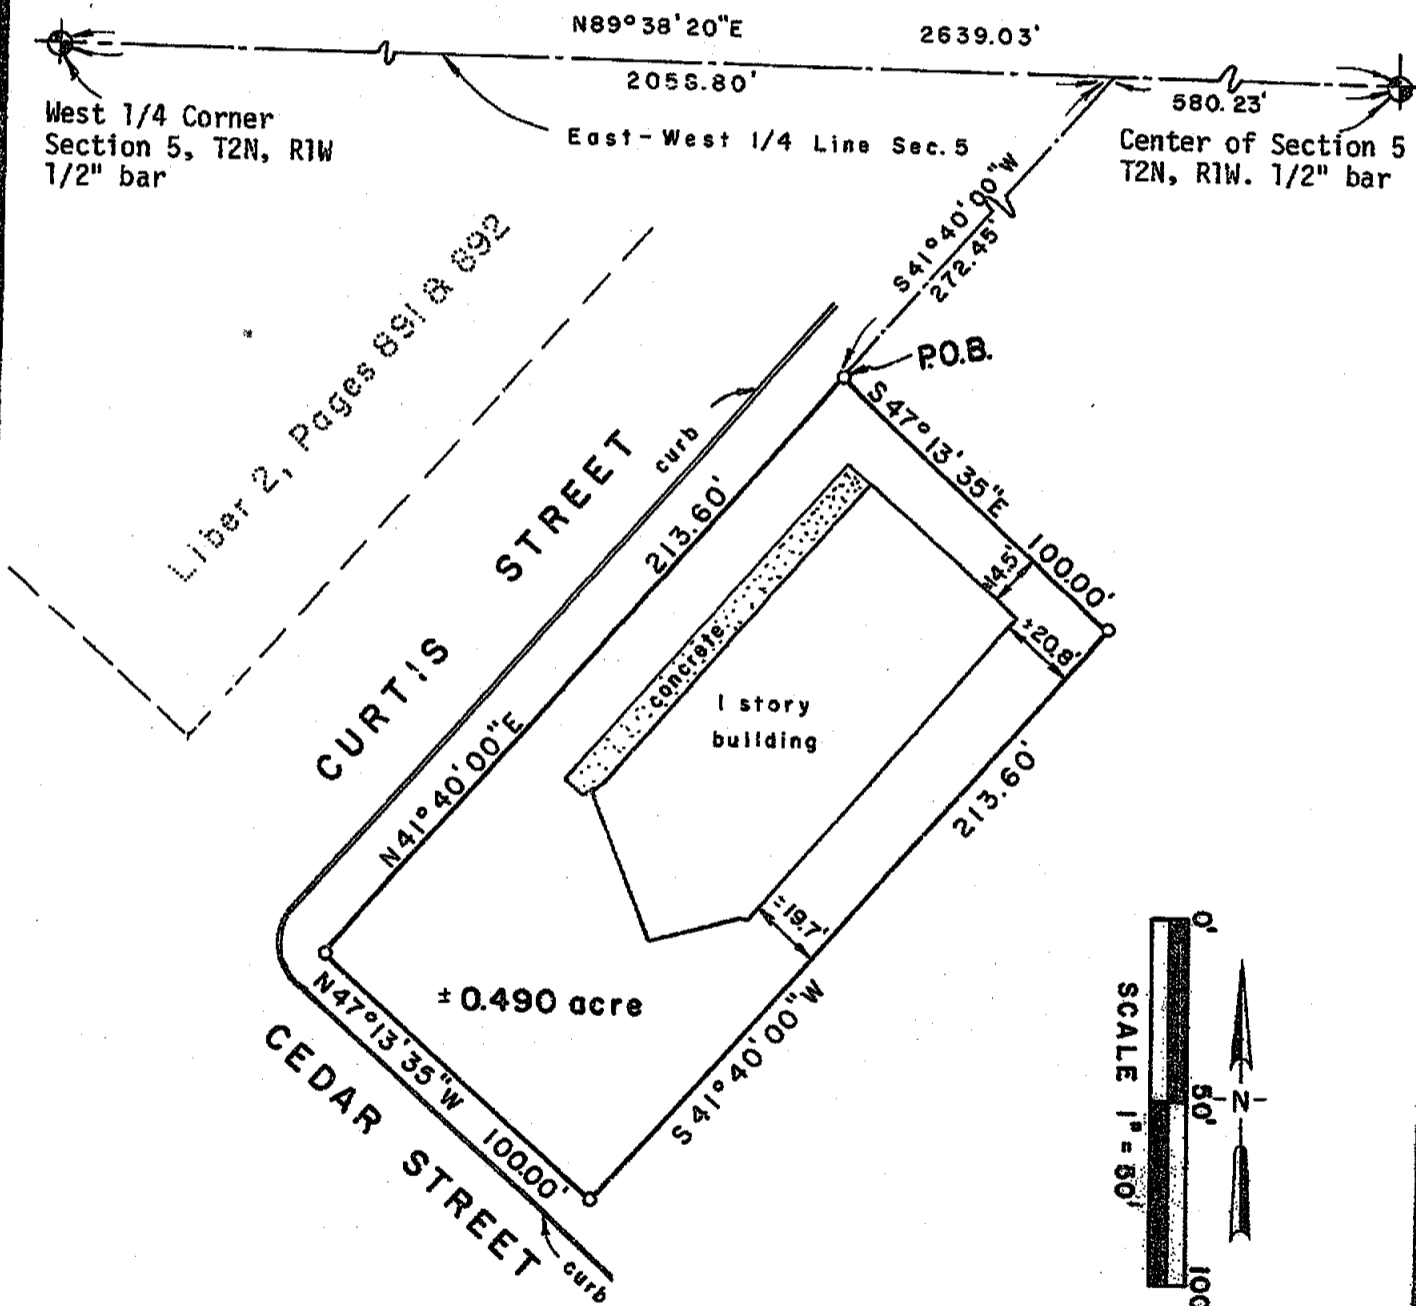 N89°38'20"E 2639.03'
2058.80'
580.23'
West 1/4 Corner
Section 5, T2N, R1W
1/2" bar
East-West 1/4 Line Sec. 5
Center of Section 5
T2N, R1W. 1/2" bar
S41°40'00"W
272.45'
Liber 2, Pages 891 & 892
P.O.B.
curb
CURTIS STREET
213.60'
N41°40'00"E
S47°13'35"E
100.00'
±14.5'
±20.8'
concrete
1 story
building
213.60'
±19.7'
S41°40'00"W
± 0.490 acre
N47°13'35"W
100.00'
CEDAR STREET
curb
0'
50'
100
SCALE 1" = 50'
N